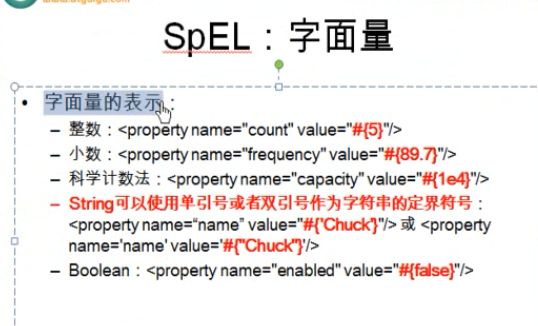 SpEL：字面量
• 字面量的表示：
– 整数：<property name="count" value="#{5}"/>
– 小数：<property name="frequency" value="#{89.7}"/>
– 科学计数法：<property name="capacity" value="#{1e4}"/>
– String可以使用单引号或者双引号作为字符串的定界符号：
<property name=“name” value="#{'Chuck'}"/> 或 <property
name='name' value='#{"Chuck"}'/>
– Boolean：<property name="enabled" value="#{false}"/>